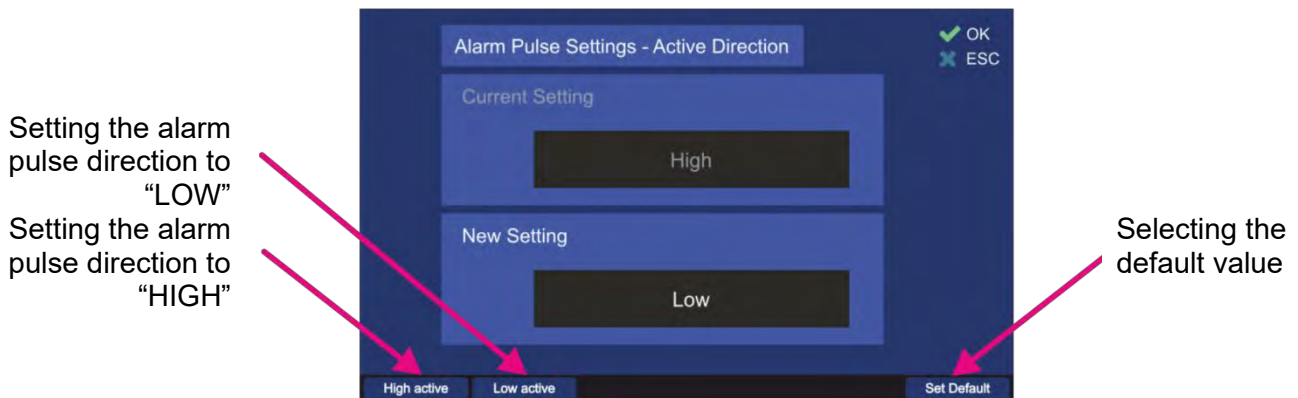 Setting the alarm
pulse direction to
“LOW”
Setting the alarm
pulse direction to
“HIGH”
Alarm Pulse Settings - Active Direction
OK
ESC
Current Setting
High
New Setting
Low
High active
Low active
Set Default
Selecting the
default value